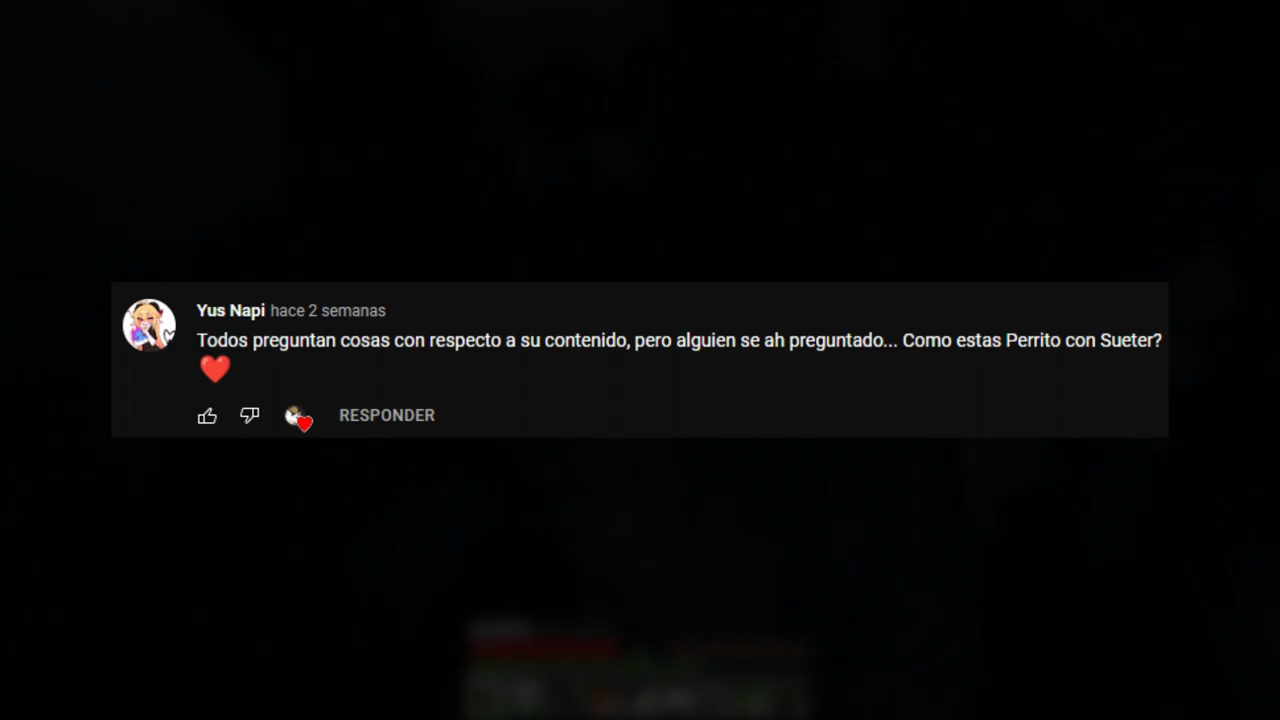 Yus Napi hace 2 semanas
Todos preguntan cosas con respecto a su contenido, pero alguien se ah preguntado... Como estas Perrito con Sueter?
❤️
RESPONDER